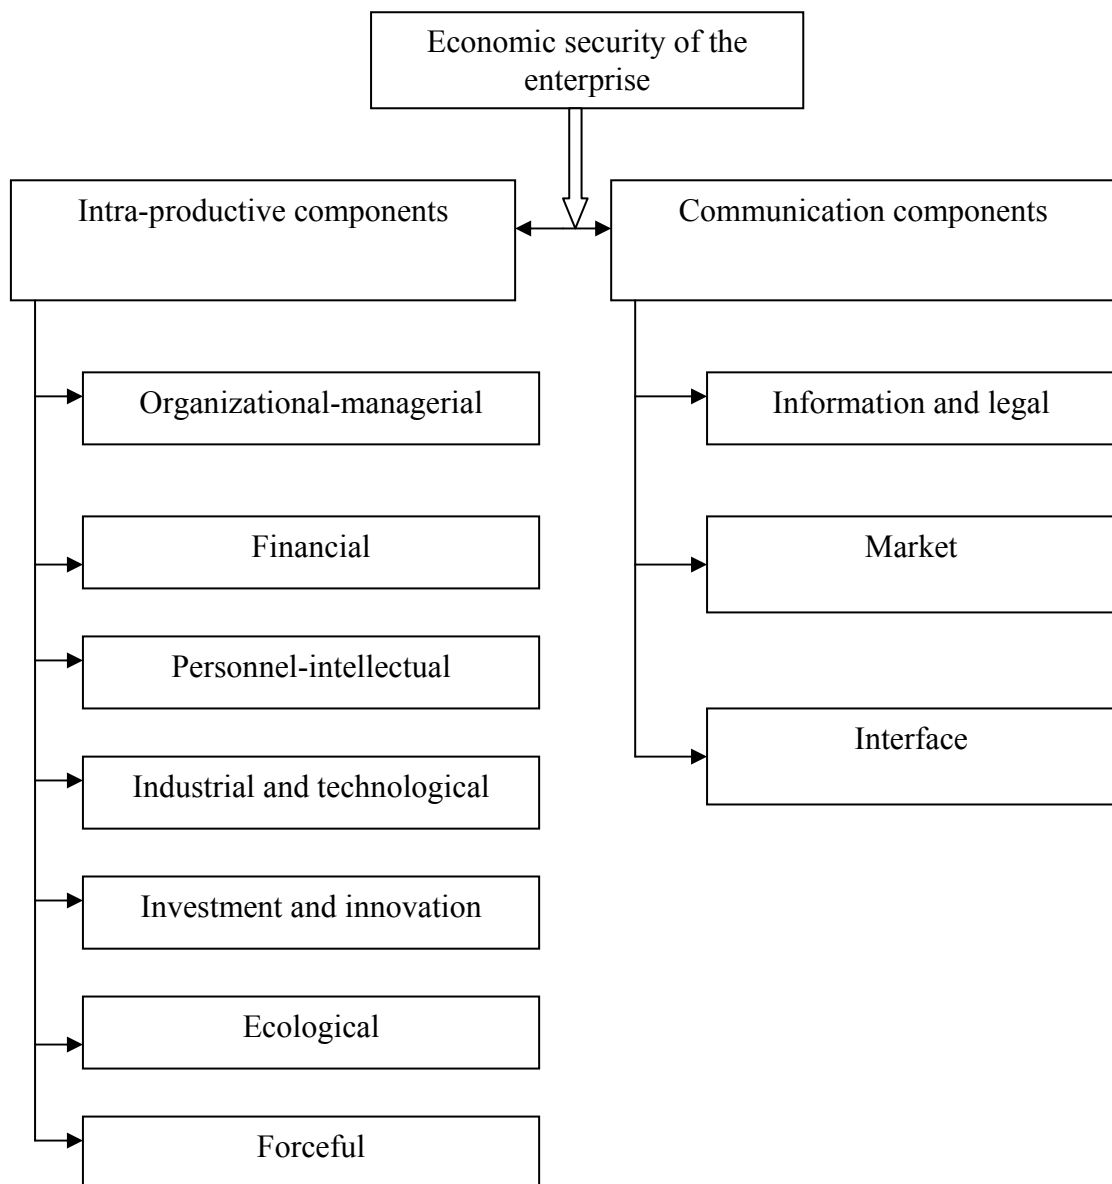 Economic security of the
enterprise
Intra-productive components
Communication components
Organizational-managerial
Financial
Personnel-intellectual
Industrial and technological
Investment and innovation
Ecological
Forceful
Information and legal
Market
Interface